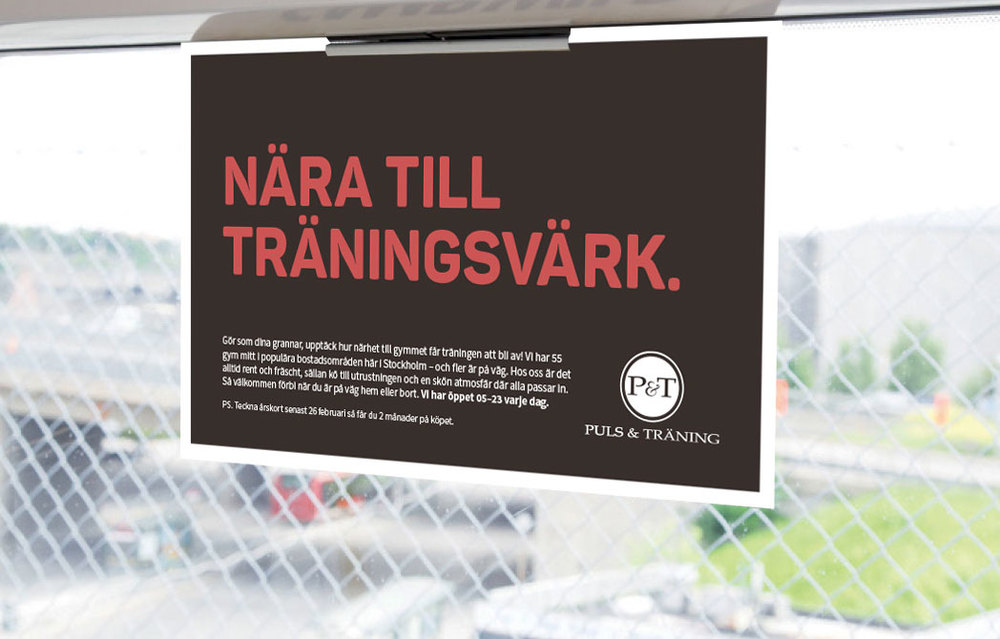 NÄRA TILL
TRÄNINGSVÄRK.
Gör som dina grannar, upptäck hur närhet till gymmet får träningen att bli av! Vi har 55
gym mitt i populära bostadsområden här i Stockholm – och fler är på väg. Hos oss är det
alltid rent och fräscht, sällan kö till utrustningen och en skön atmosfär där alla passar in.
Så välkommen förbi när du är på väg hem eller bort. Vi har öppet 05–23 varje dag.
PS. Teckna årskort senast 26 februari så får du 2 månader på köpet.
P&T
PULS & TRÄNING